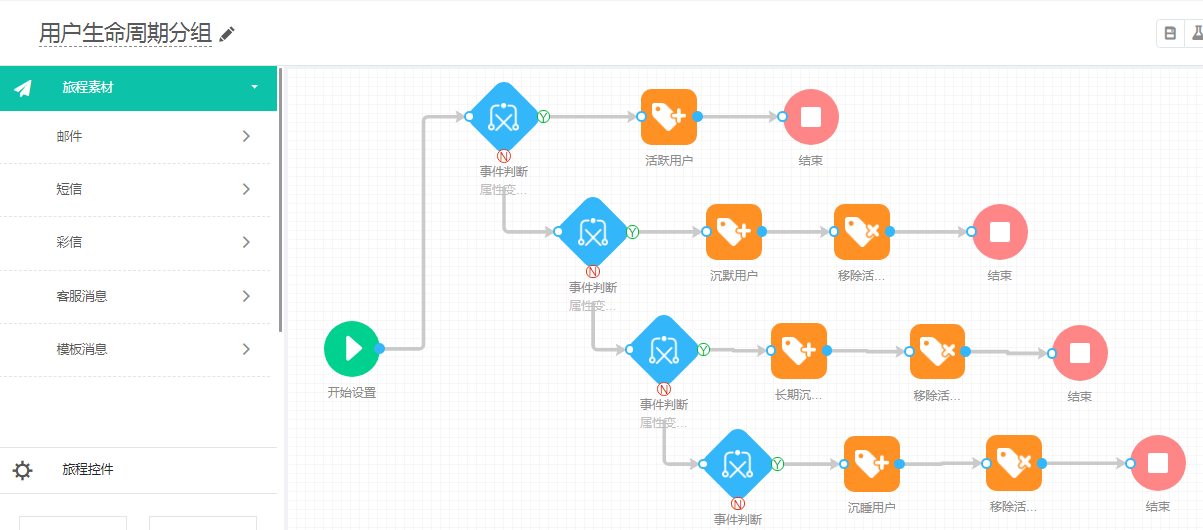 用户生命周期分组
旅程素材
邮件
短信
彩信
客服消息
模板消息
旅程控件
开始设置
Y
N
事件判断
属性变...
活跃用户
结束
Y
N
事件判断
属性变...
沉默用户
移除活...
结束
Y
N
事件判断
属性变...
长期沉...
移除活...
结束
Y
N
事件判断
沉睡用户
移除活...
结束